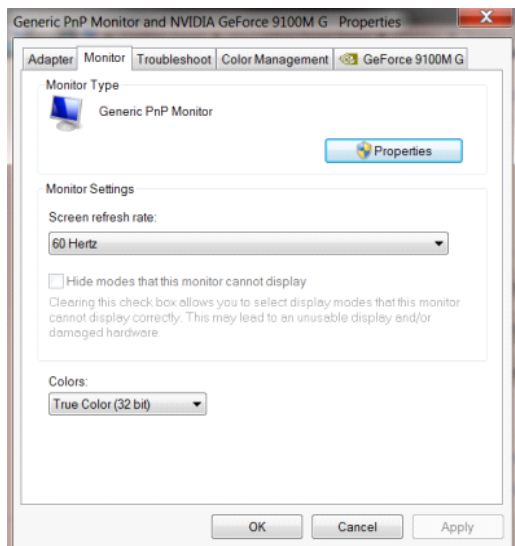 Generic PnP Monitor and NVIDIA GeForce 9100M G Properties
X
Adapter Monitor Troubleshoot Color Management GeForce 9100M G
Monitor Type
Generic PnP Monitor
Properties
Monitor Settings
Screen refresh rate:
60 Hertz
Hide modes that this monitor cannot display
Clearing this check box allows you to select display modes that this monitor
cannot display correctly. This may lead to an unusable display and/or
damaged hardware.
Colors:
True Color (32 bit)
OK Cancel Apply